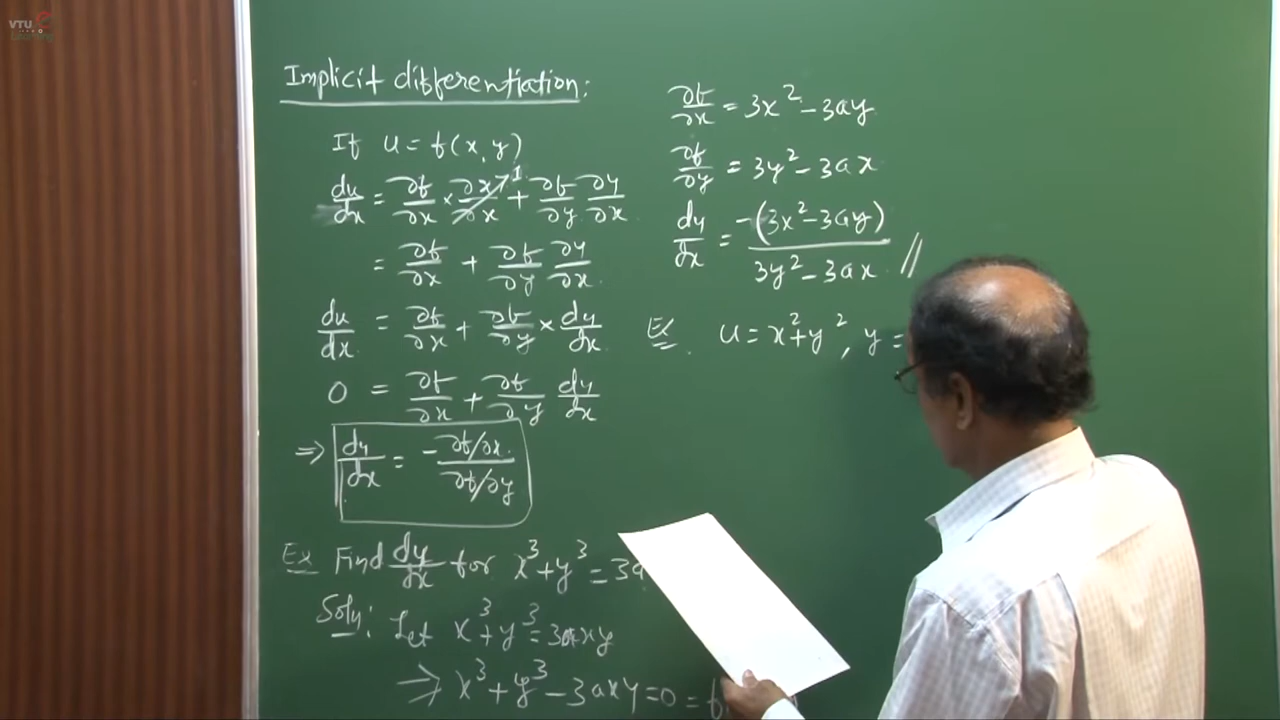 VTU
Implicit differentiation:
If u = f(x, y)
du/dx = ∂f/∂x × ∂x/∂x 1 + ∂f/∂y ∂y/∂x
= ∂f/∂x + ∂f/∂y ∂y/∂x.
du/dx. = ∂f/∂x + ∂f/∂y × dy/dx.
0 = ∂f/∂x + ∂f/∂y dy/dx
⇒ dy/dx = - ∂f/∂x. / ∂f/∂y
Ex Find dy/dx for x³ + y³ = 3a
Soln: Let x³ + y³ = 3axy
⇒ x³ + y³ - 3axy = 0 = f(
∂f/∂x = 3x² - 3ay
∂f/∂y = 3y² - 3ax
dy/dx = -(3x² - 3ay) / 3y² - 3ax. //
Ex. u = x² + y², y =